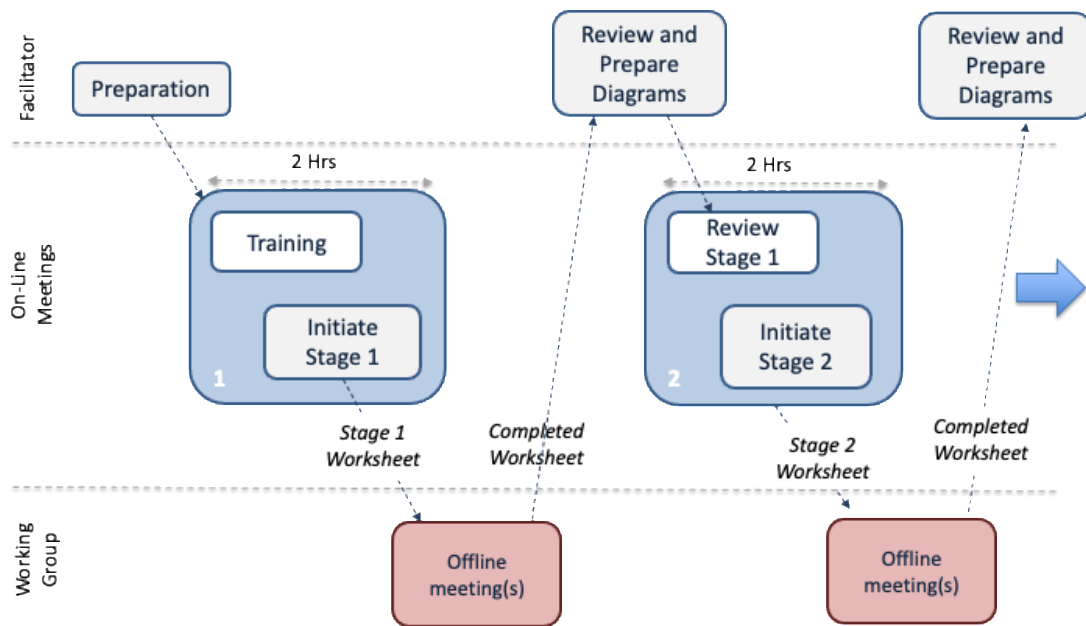 Facilitator
Preparation
Review and
Prepare
Diagrams
Review and
Prepare
Diagrams
On-Line
Meetings
2 Hrs
Training
Initiate
Stage 1
1
2 Hrs
Review
Stage 1
Initiate
Stage 2
2
Stage 1
Worksheet
Completed
Worksheet
Stage 2
Worksheet
Completed
Worksheet
Working
Group
Offline
meeting(s)
Offline
meeting(s)